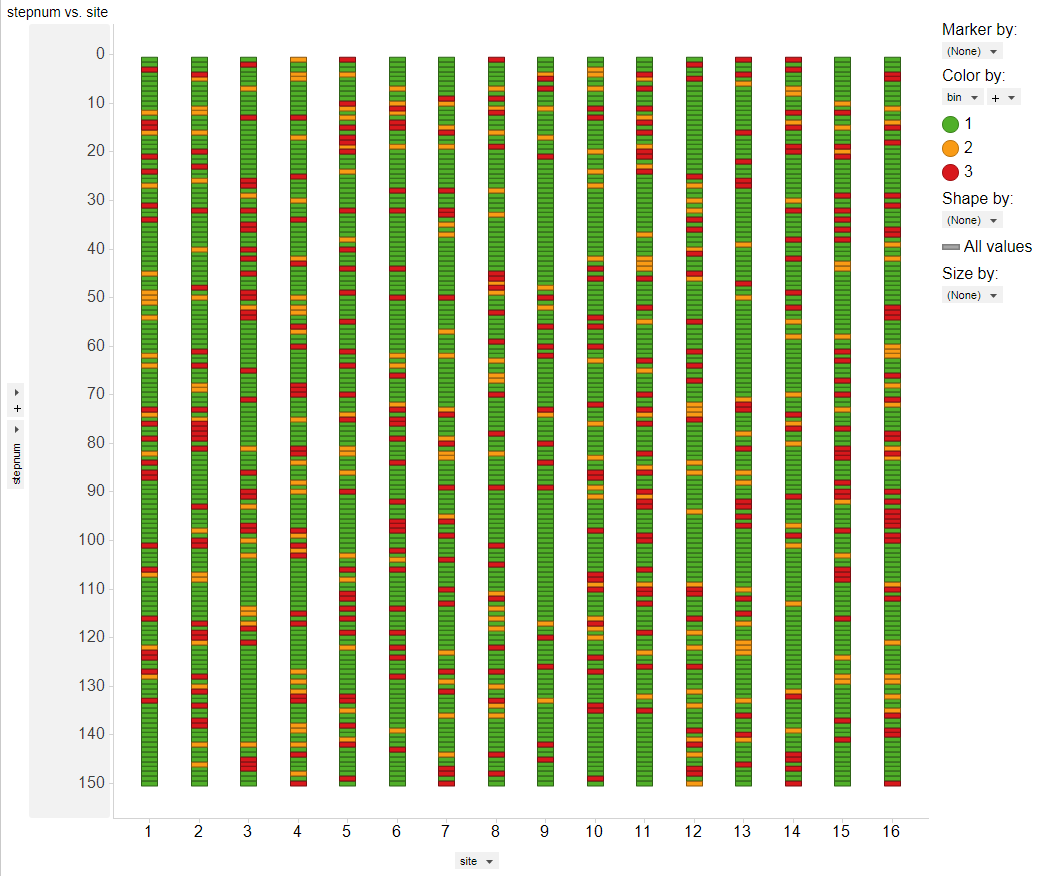 stepnum vs. site
Marker by:
(None)
Color by:
bin +
1
2
3
Shape by:
(None)
All values
Size by:
(None)
0
10
20
30
40
50
60
70
80
90
100
110
120
130
140
150
+
stepnum
1 2 3 4 5 6 7 8 9 10 11 12 13 14 15 16
site